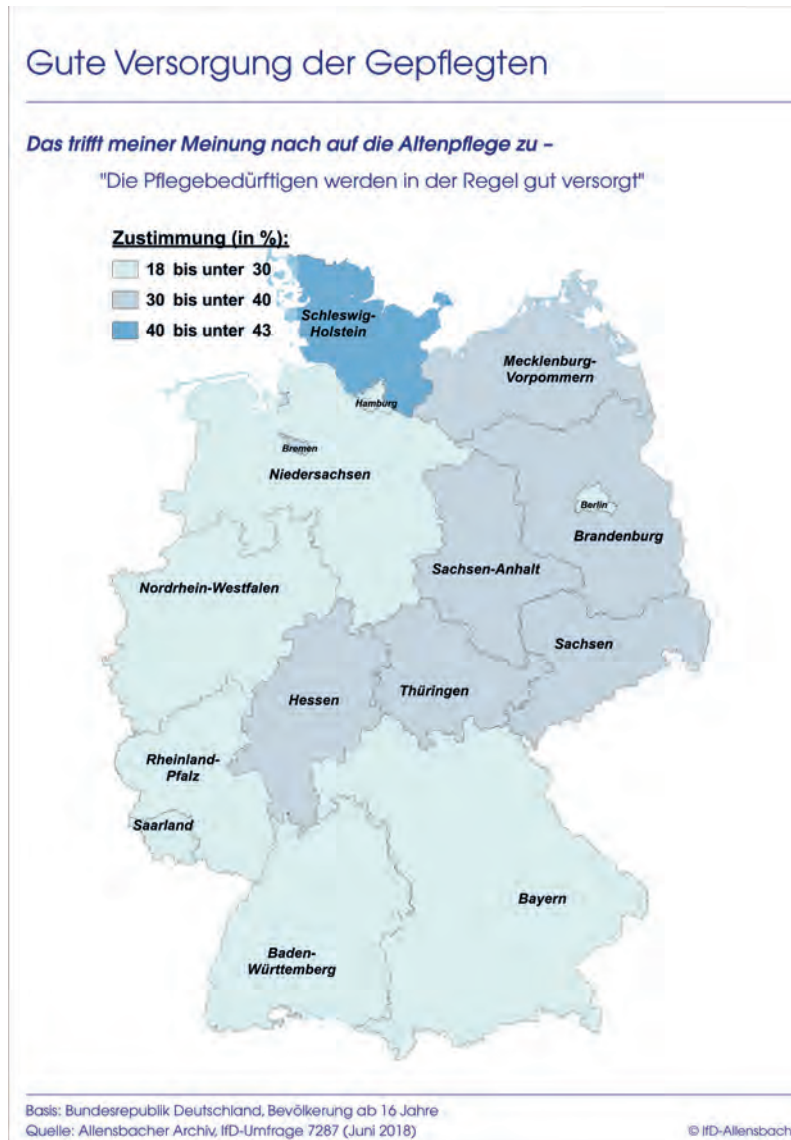 Gute Versorgung der Gepflegten
Das trifft meiner Meinung nach auf die Altenpflege zu –
"Die Pflegebedürftigen werden in der Regel gut versorgt"
Zustimmung (in %):
18 bis unter 30
30 bis unter 40
40 bis unter 43
Schleswig-
Holstein
Mecklenburg-
Vorpommern
Hamburg
Bremen
Niedersachsen
Berlin
Brandenburg
Sachsen-Anhalt
Nordrhein-Westfalen
Sachsen
Thüringen
Hessen
Rheinland-
Pfalz
Saarland
Bayern
Baden-
Württemberg
Basis: Bundesrepublik Deutschland, Bevölkerung ab 16 Jahre
Quelle: Allensbacher Archiv, IfD-Umfrage 7287 (Juni 2018)
© IfD-Allensbach